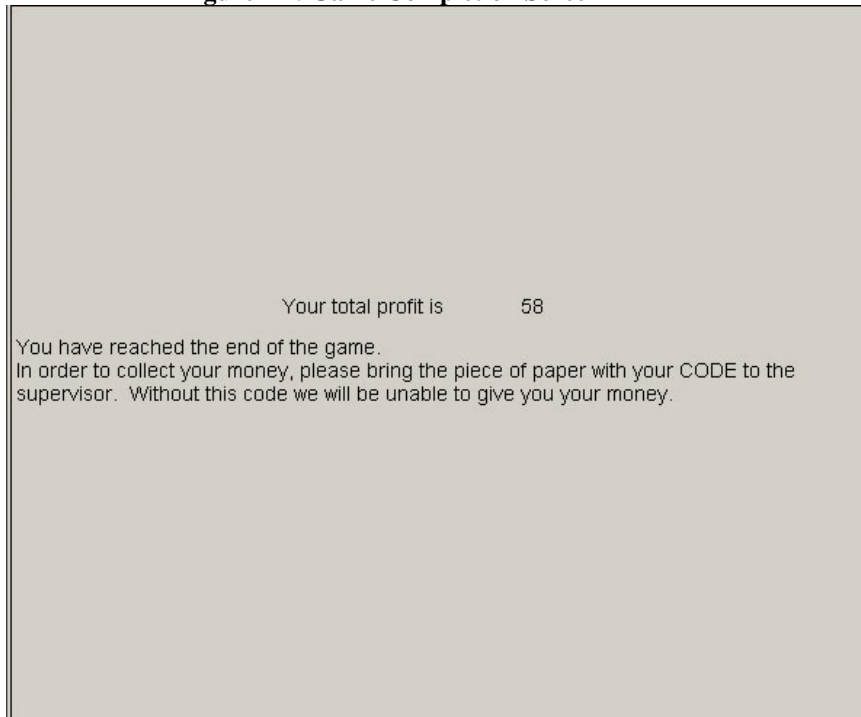 Your total profit is 58
You have reached the end of the game.
In order to collect your money, please bring the piece of paper with your CODE to the
supervisor. Without this code we will be unable to give you your money.